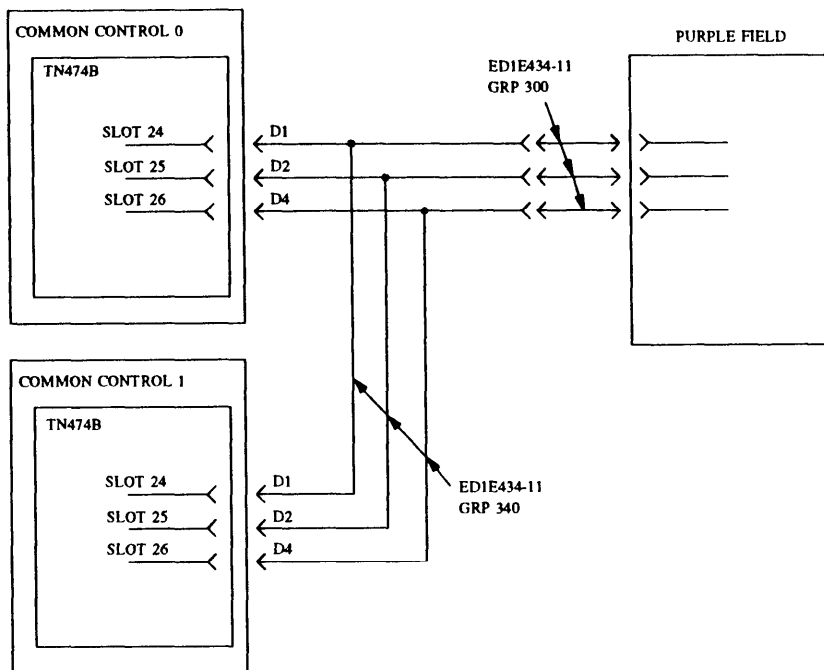 COMMON CONTROL 0
TN474B
SLOT 24
SLOT 25
SLOT 26
D1
D2
D4
ED1E434-11
GRP 300
PURPLE FIELD
COMMON CONTROL 1
TN474B
SLOT 24
SLOT 25
SLOT 26
D1
D2
D4
ED1E434-11
GRP 340